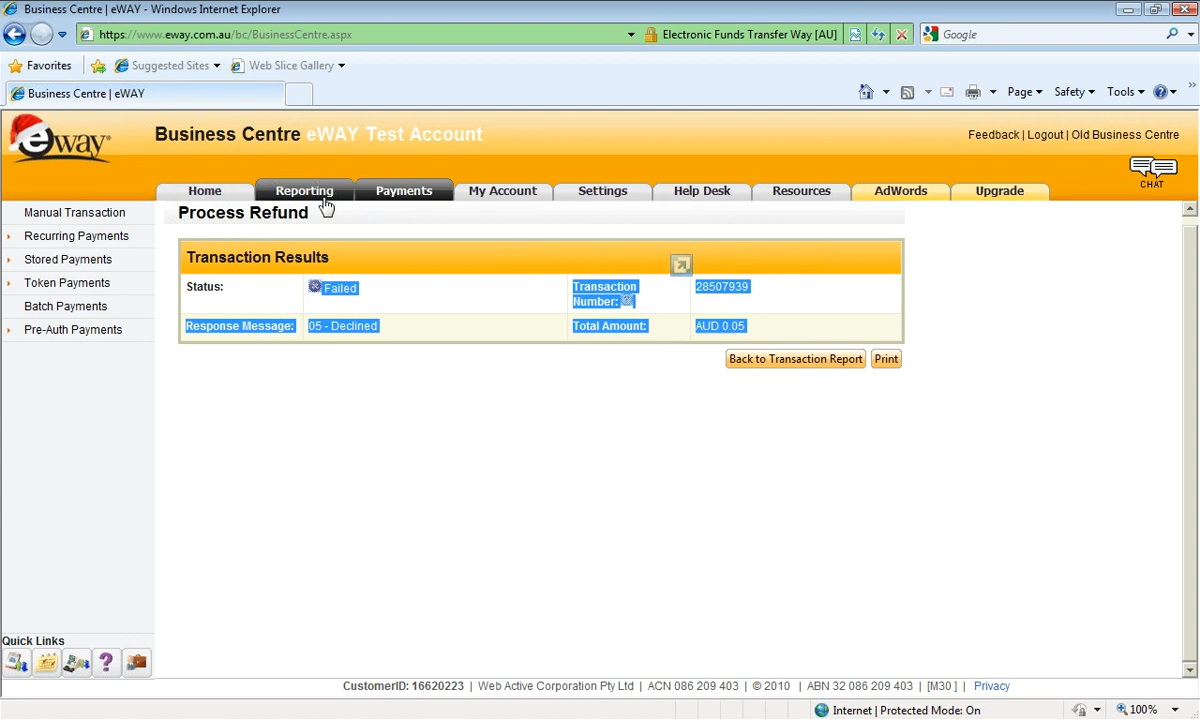 Business Centre | eWAY - Windows Internet Explorer
https://www.eway.com.au/bc/BusinessCentre.aspx
Electronic Funds Transfer Way [AU]
Google
Favorites
Suggested Sites
Web Slice Gallery
Business Centre | eWAY
Page
Safety
Tools
eway
Business Centre eWAY Test Account
Feedback | Logout | Old Business Centre
CHAT
Home
Reporting
Payments
My Account
Settings
Help Desk
Resources
AdWords
Upgrade
Manual Transaction
Recurring Payments
Stored Payments
Token Payments
Batch Payments
Pre-Auth Payments
Process Refund
Transaction Results
Status:
Failed
Transaction
Number:
28507939
Response Message:
05 - Declined
Total Amount:
AUD 0.05
Back to Transaction Report
Print
Quick Links
CustomerID: 16620223 | Web Active Corporation Pty Ltd | ACN 086 209 403 | © 2010 | ABN 32 086 209 403 | [M30 ] | Privacy
Internet | Protected Mode: On
100%